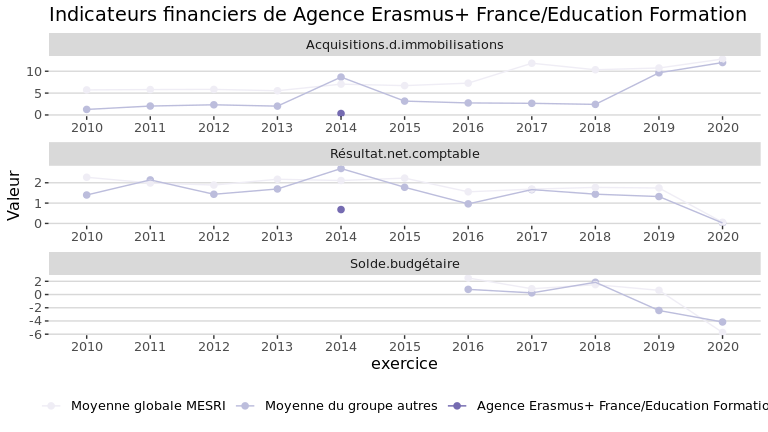 Indicateurs financiers de Agence Erasmus+ France/Education Formation
Acquisitions.d.immobilisations
10
5
0
2010 2011 2012 2013 2014 2015 2016 2017 2018 2019 2020
Résultat.net.comptable
2
1
0
2010 2011 2012 2013 2014 2015 2016 2017 2018 2019 2020
Solde.budgétaire
2
0
-2
-4
-6
2010 2011 2012 2013 2014 2015 2016 2017 2018 2019 2020
Valeur
exercice
Moyenne globale MESRI Moyenne du groupe autres Agence Erasmus+ France/Education Formatio